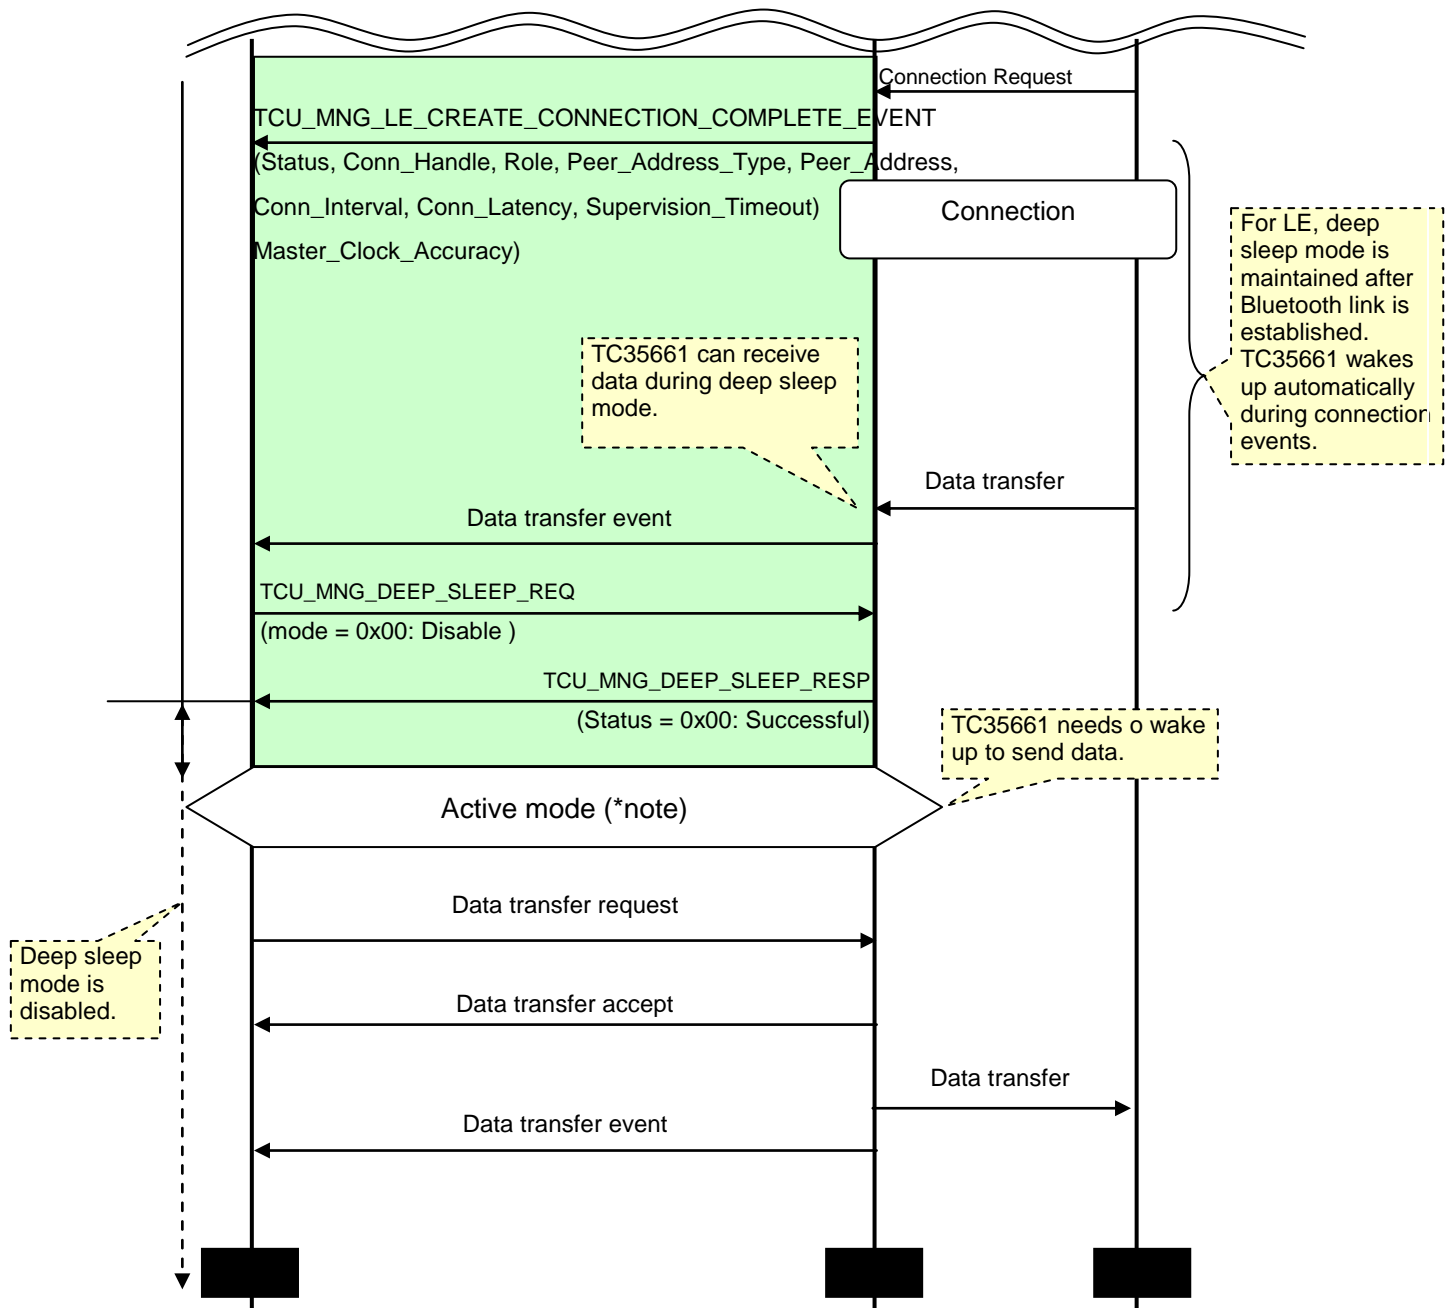 Connection Request
TCU_MNG_LE_CREATE_CONNECTION_COMPLETE_EVENT
(Status, Conn_Handle, Role, Peer_Address_Type, Peer_Address,
Conn_Interval, Conn_Latency, Supervision_Timeout)
Master_Clock_Accuracy)
Connection
For LE, deep
sleep mode is
maintained after
Bluetooth link is
established.
TC35661 wakes
up automatically
during connection
events.
TC35661 can receive
data during deep sleep
mode.
Data transfer
Data transfer event
TCU_MNG_DEEP_SLEEP_REQ
(mode = 0x00: Disable )
TCU_MNG_DEEP_SLEEP_RESP
(Status = 0x00: Successful)
TC35661 needs o wake
up to send data.
Active mode (*note)
Data transfer request
Deep sleep
mode is
disabled.
Data transfer accept
Data transfer
Data transfer event